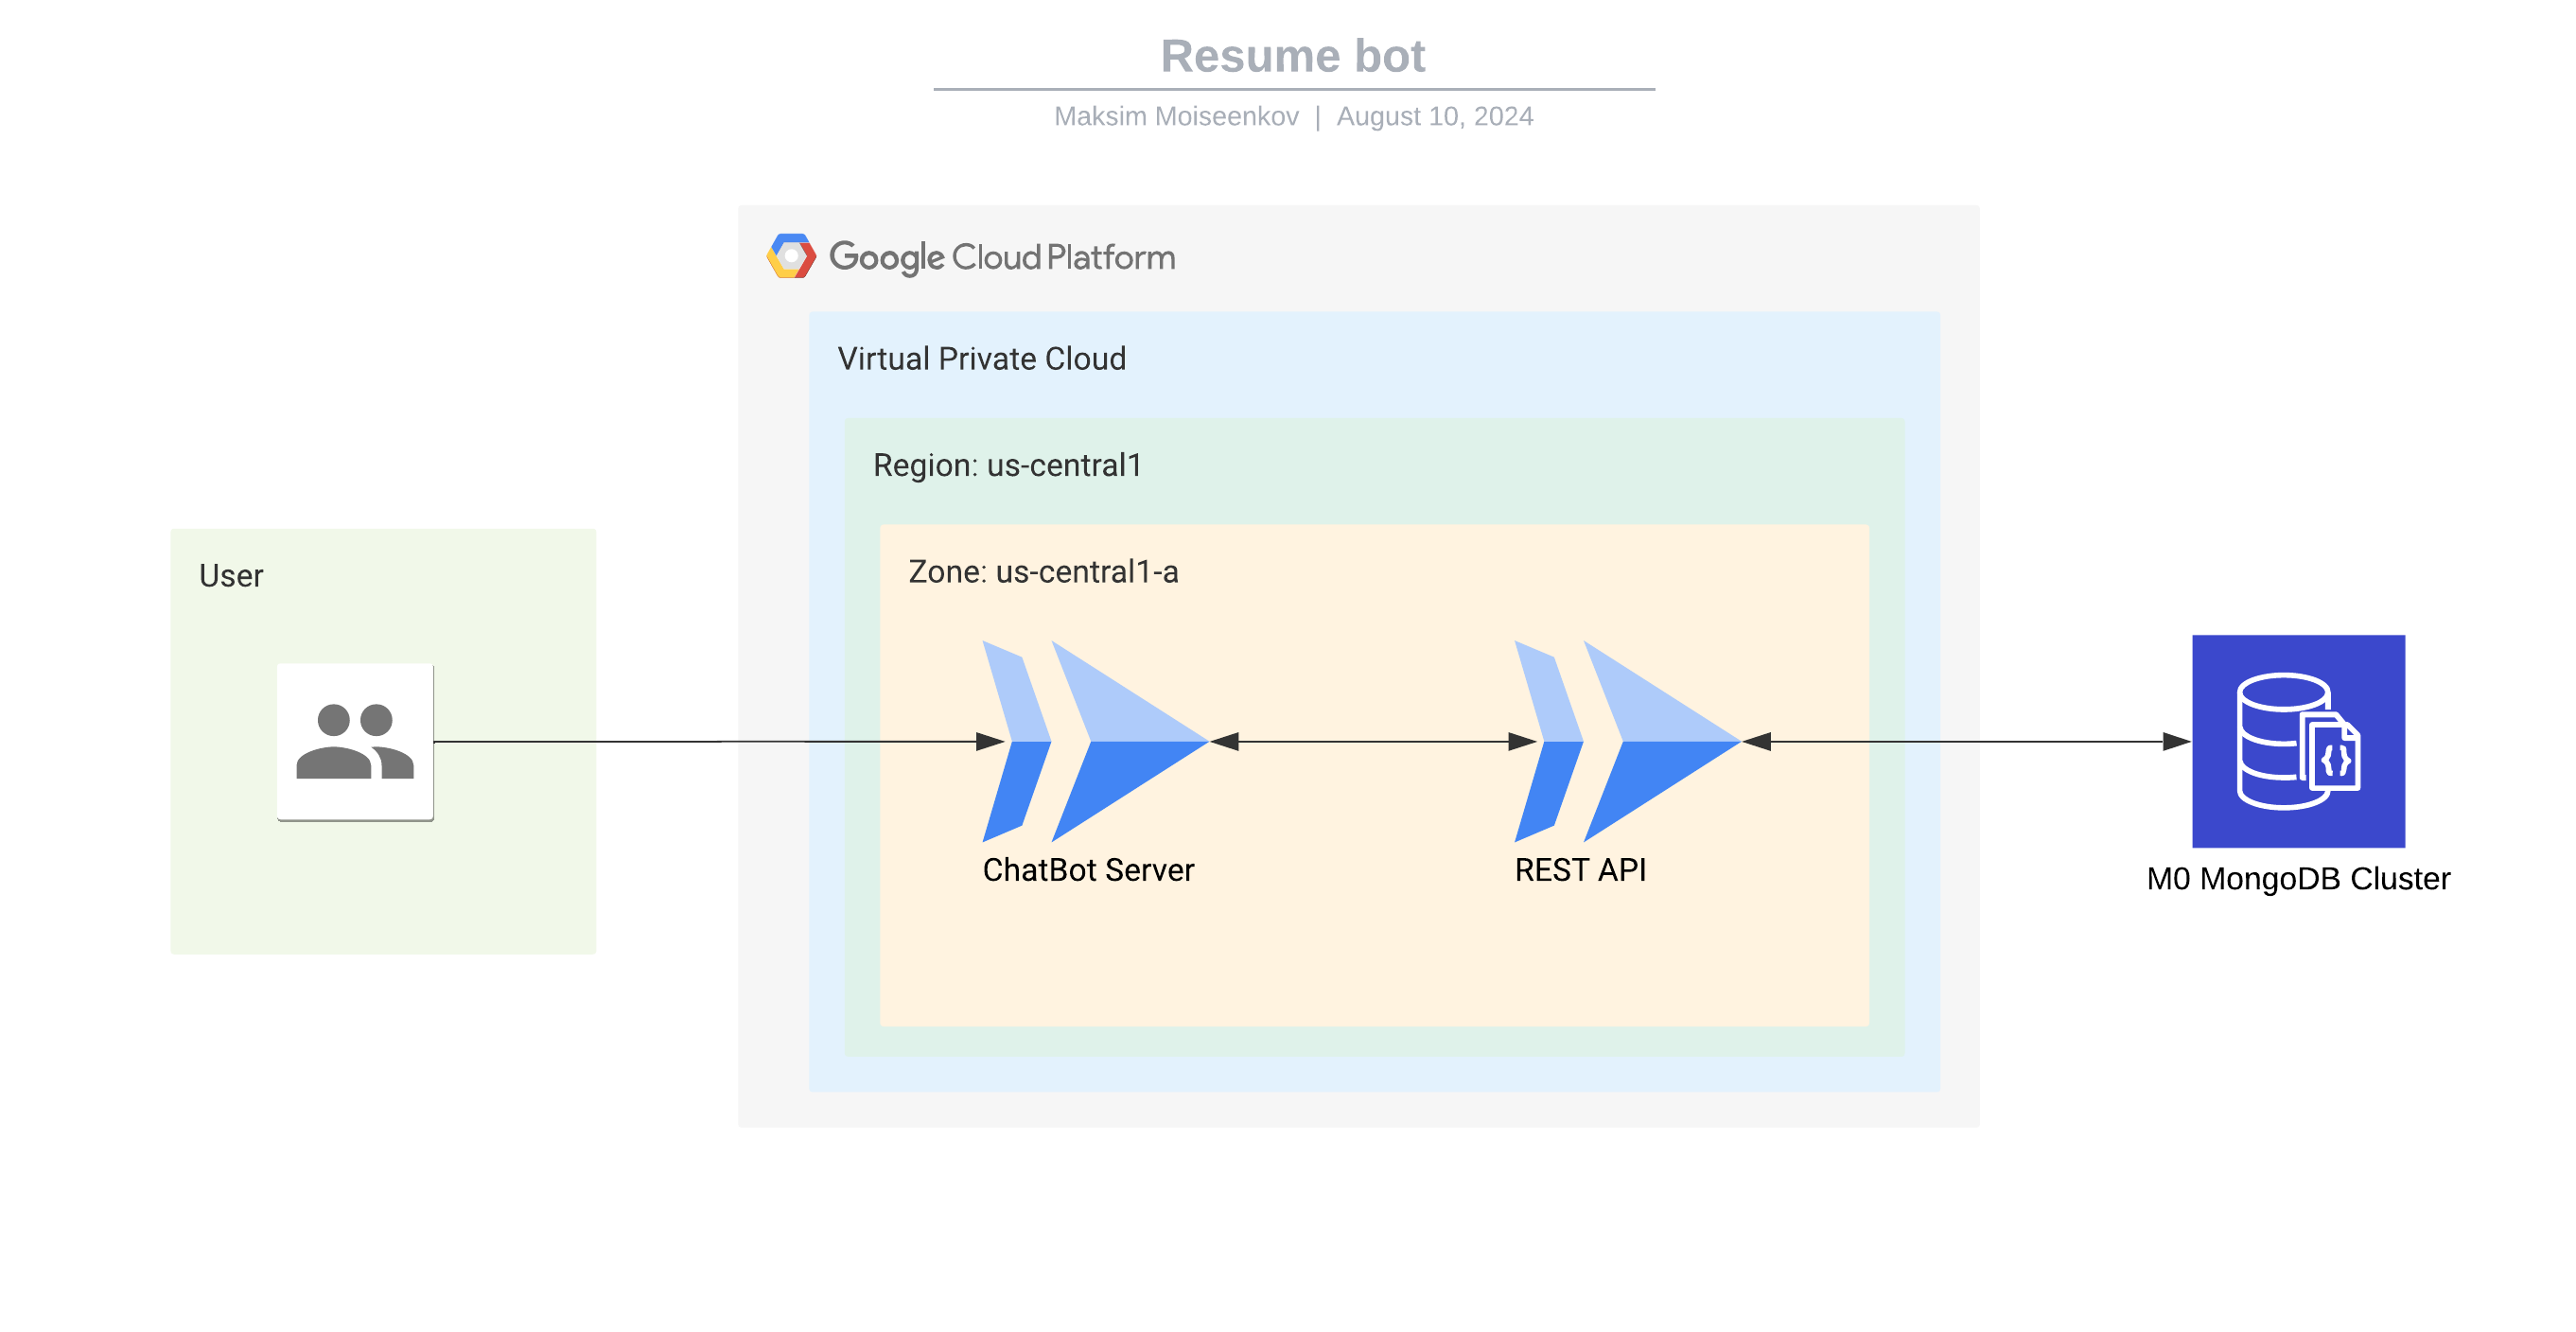 Resume bot
Maksim Moiseenkov | August 10, 2024
Google Cloud Platform
Virtual Private Cloud
Region: us-central1
User
Zone: us-central1-a
ChatBot Server
REST API
M0 MongoDB Cluster